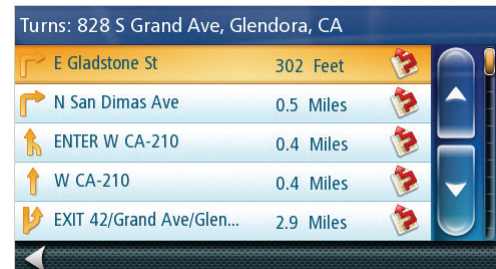 Turns: 828 S Grand Ave, Glendora, CA
E Gladstone St 302 Feet
N San Dimas Ave 0.5 Miles
ENTER W CA-210 0.4 Miles
W CA-210 0.4 Miles
EXIT 42/Grand Ave/Glen... 2.9 Miles